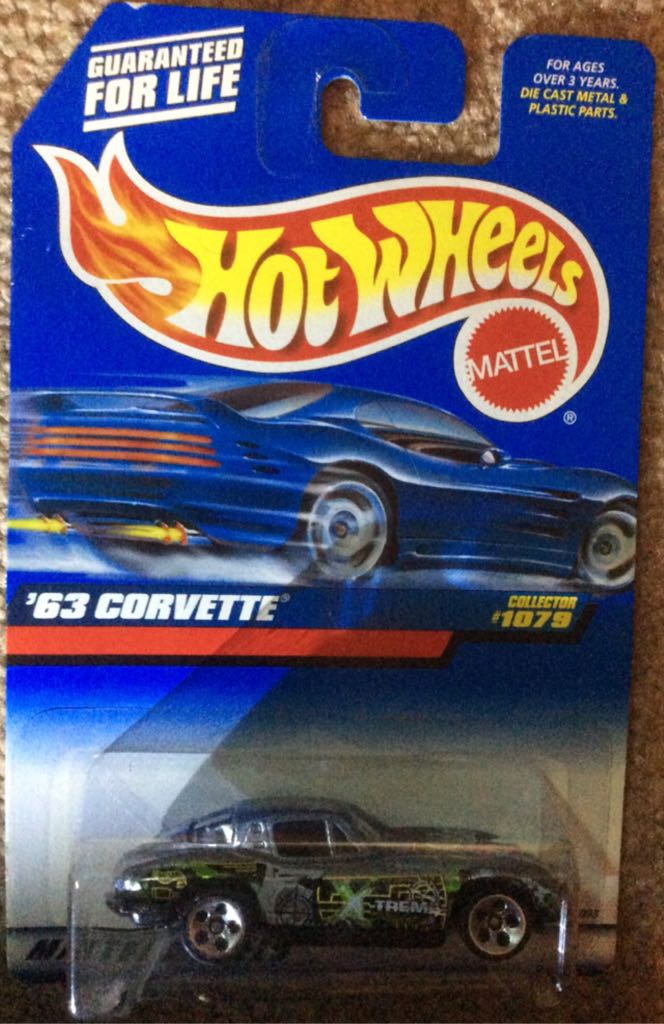 GUARANTEED
FOR LIFE
FOR AGES
OVER 3 YEARS.
DIE CAST METAL &
PLASTIC PARTS.
HOT WHEELS
MATTEL
®
'63 CORVETTE®
COLLECTOR
#1079
X-TREME